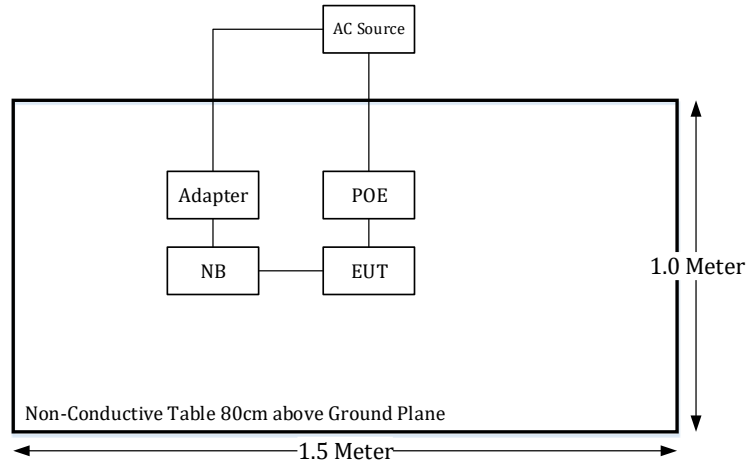 AC Source
Adapter
POE
NB
EUT
1.0 Meter
Non-Conductive Table 80cm above Ground Plane
1.5 Meter